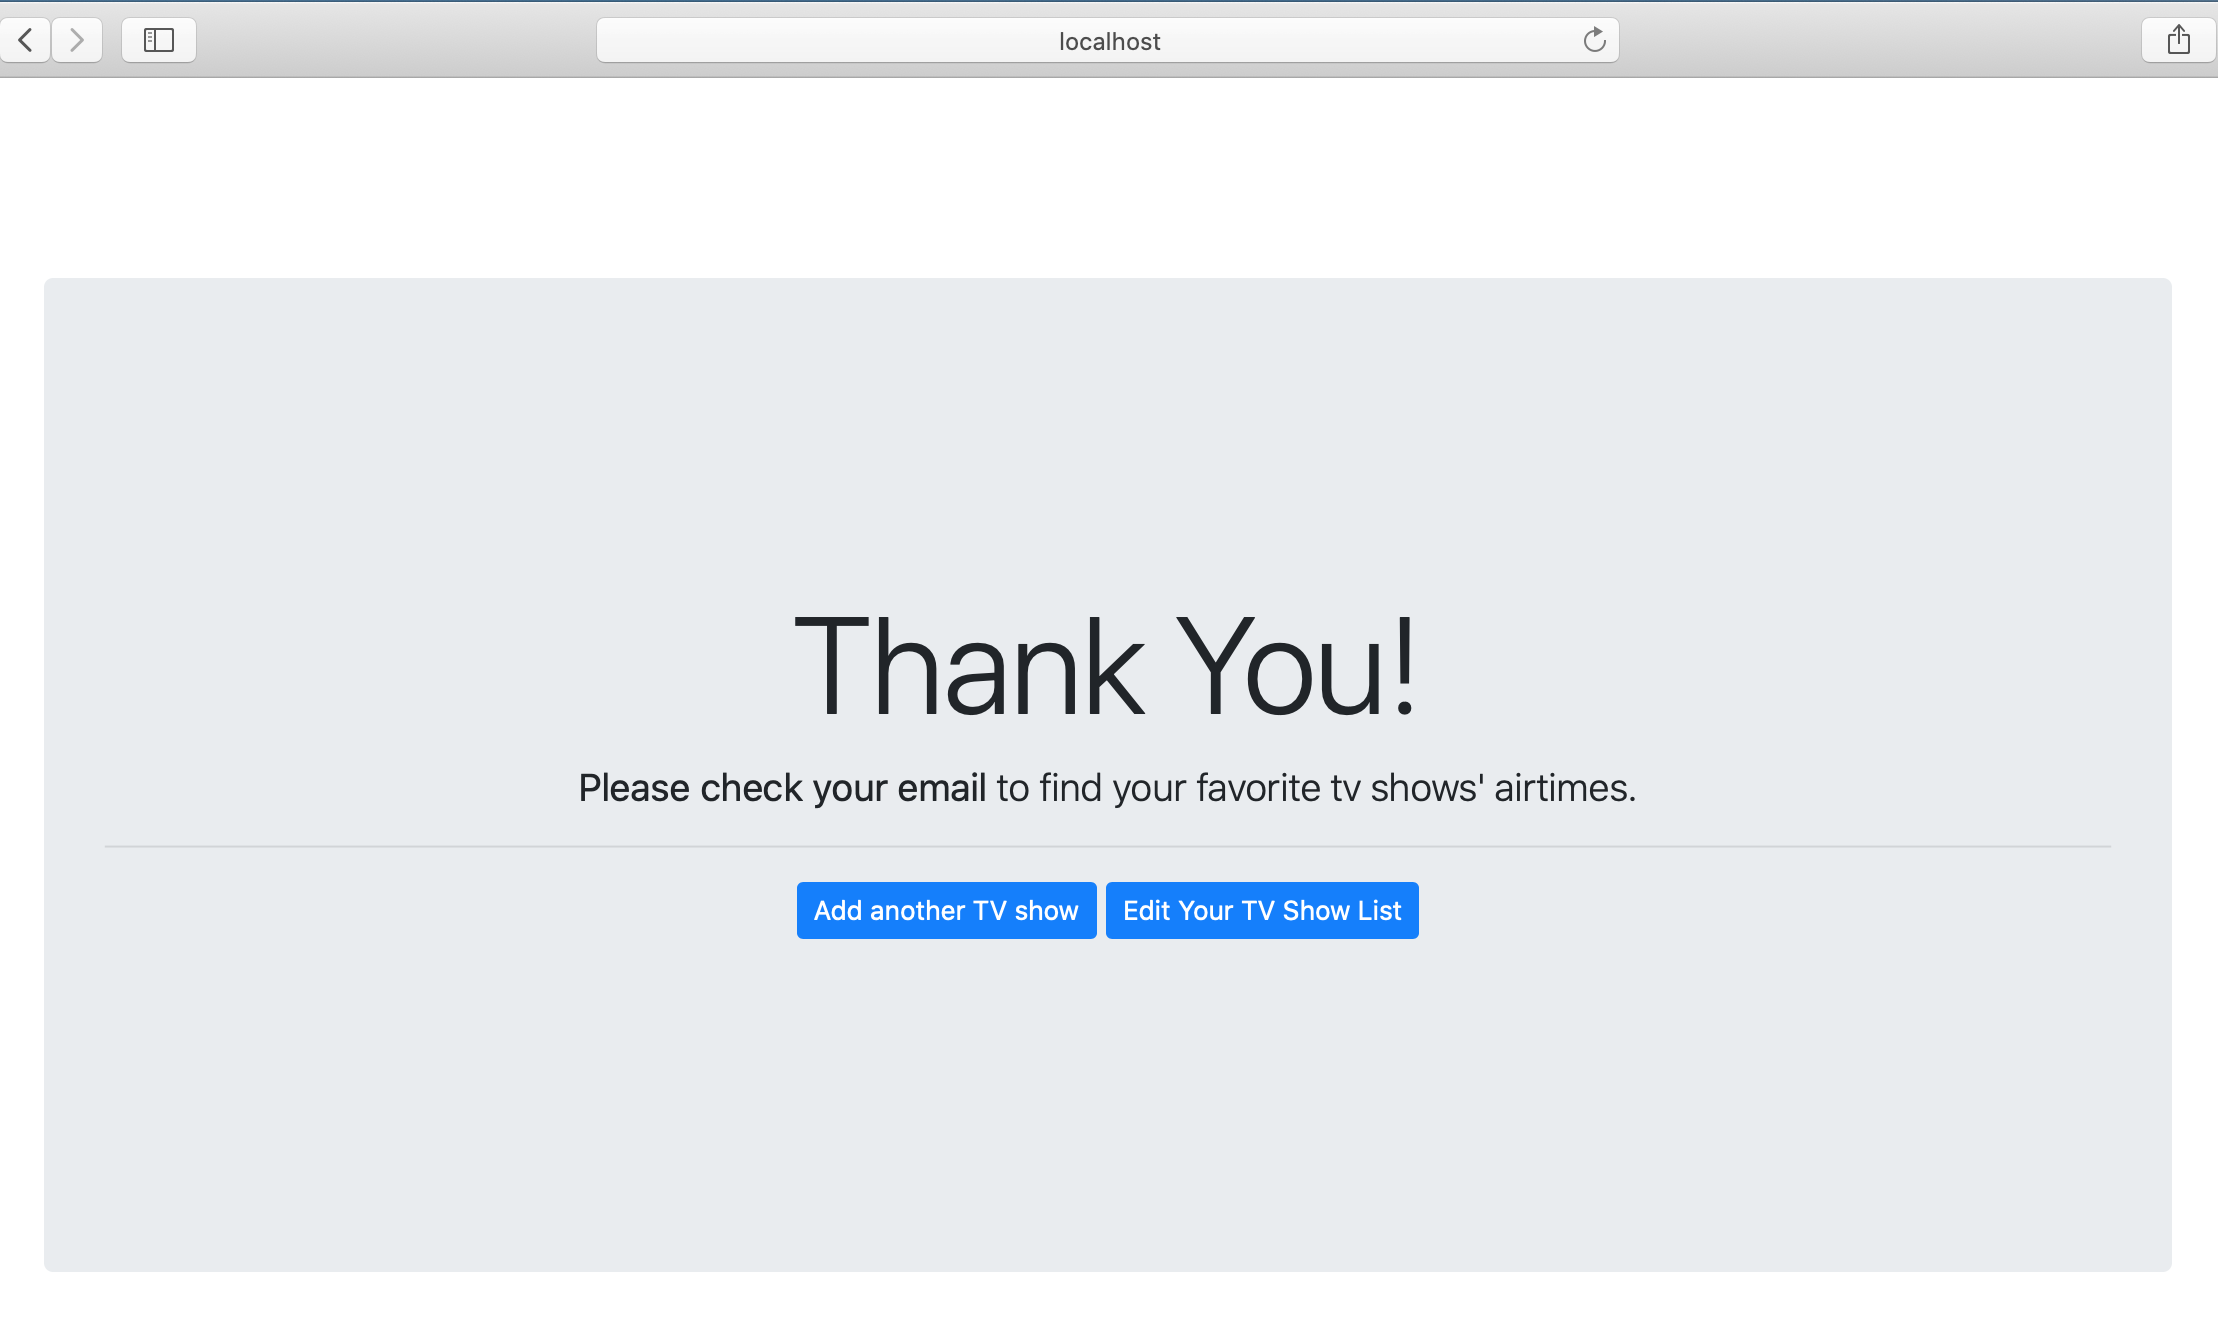 localhost
Thank You!
Please check your email to find your favorite tv shows' airtimes.
Add another TV show
Edit Your TV Show List